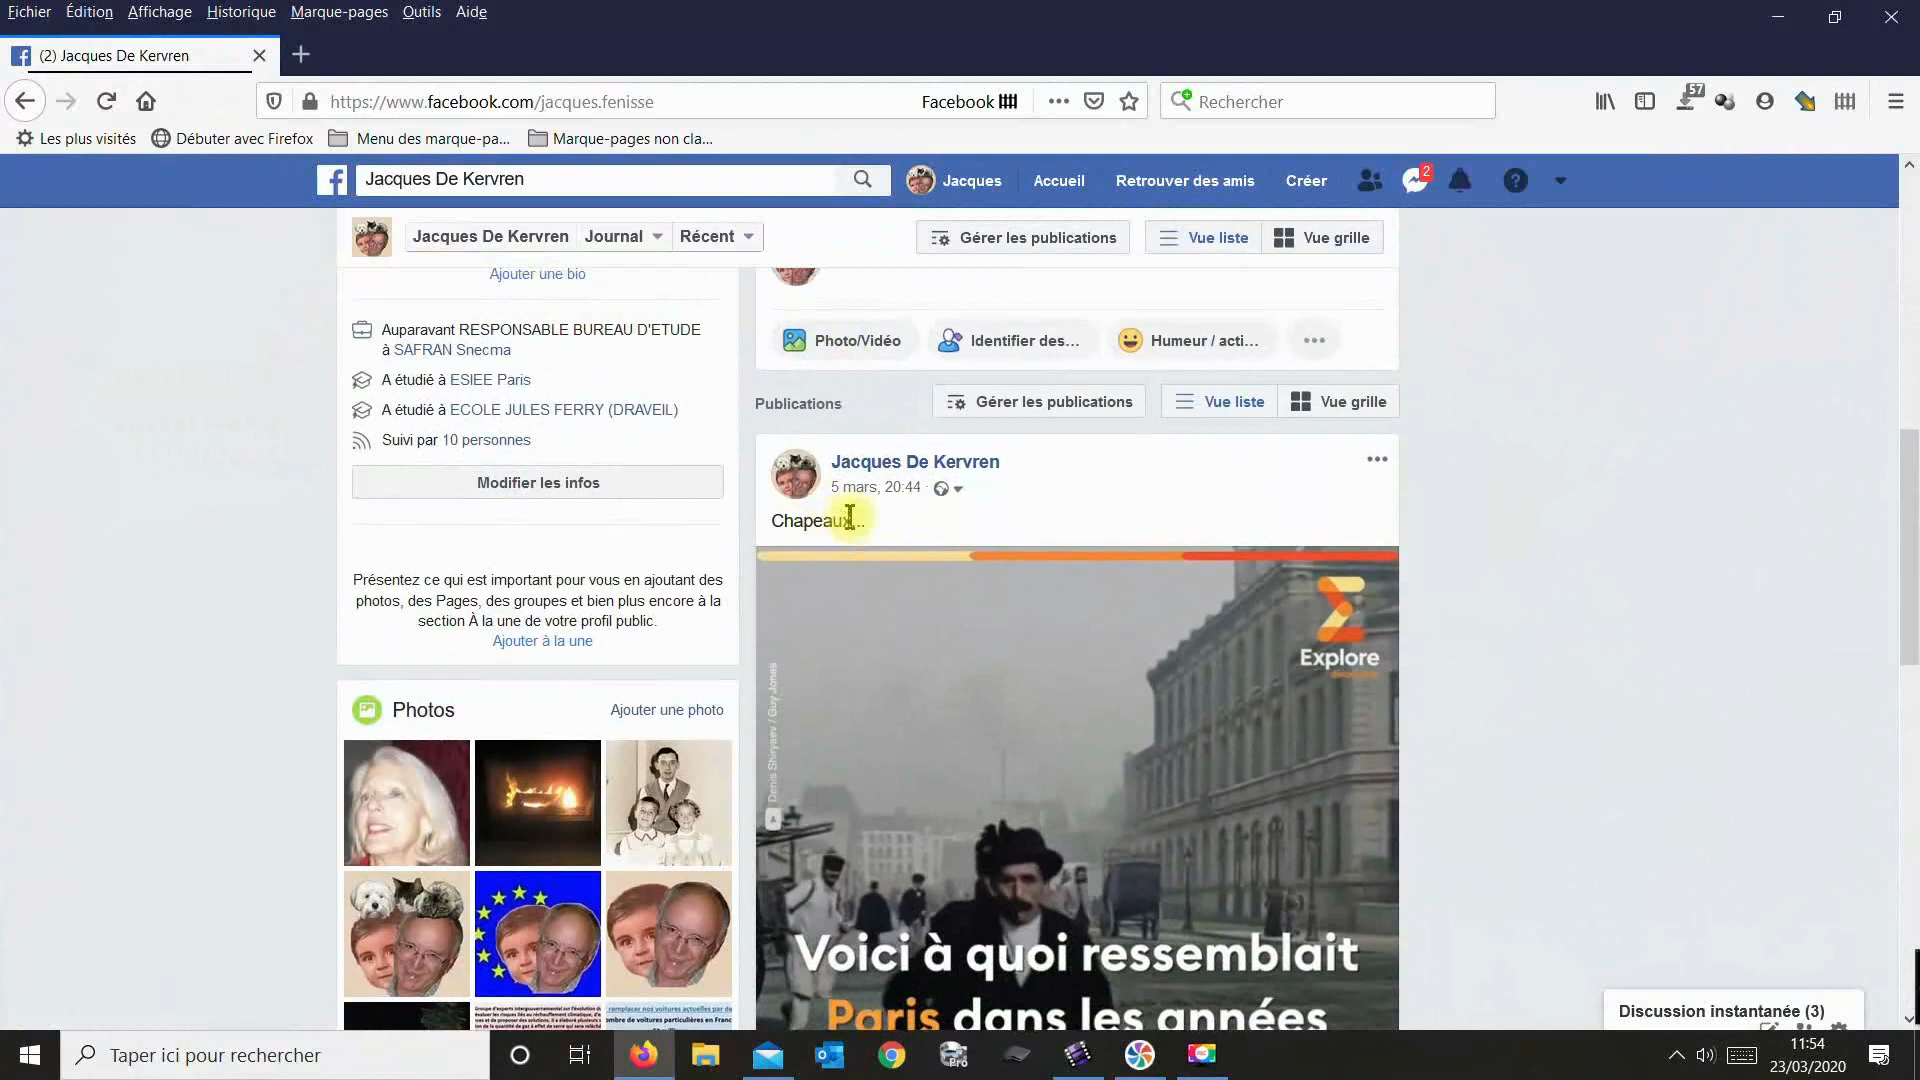 Fichier Édition Affichage Historique Marque-pages Outils Aide
(2) Jacques De Kervren
https://www.facebook.com/jacques.fenisse Facebook Rechercher 57
Les plus visités Débuter avec Firefox Menu des marque-pa... Marque-pages non cla...
Jacques De Kervren Jacques Accueil Retrouver des amis Créer 2 ?
Jacques De Kervren Journal Récent Gérer les publications Vue liste Vue grille
Ajouter une bio
Auparavant RESPONSABLE BUREAU D'ETUDE
à SAFRAN Snecma
A étudié à ESIEE Paris
A étudié à ECOLE JULES FERRY (DRAVEIL)
Suivi par 10 personnes
Modifier les infos
Présentez ce qui est important pour vous en ajoutant des
photos, des Pages, des groupes et bien plus encore à la
section À la une de votre profil public.
Ajouter à la une
Photos Ajouter une photo
Photo/Vidéo Identifier des... Humeur / acti...
Publications Gérer les publications Vue liste Vue grille
Jacques De Kervren
5 mars, 20:44
Chapeaux...
Explore
Denis Shiryaev / Guy Jones
Voici à quoi ressemblait
Paris dans les années
Discussion instantanée (3)
Taper ici pour rechercher
Pro
11:54
23/03/2020